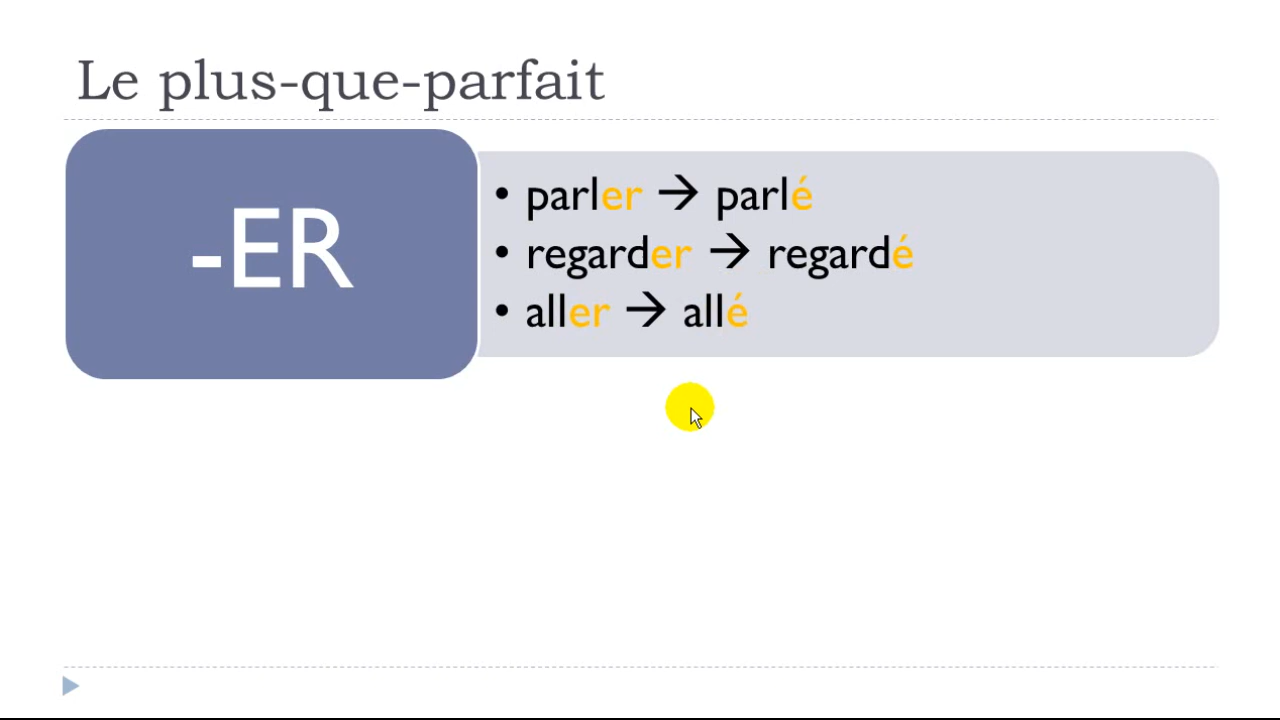 Le plus-que-parfait
-ER
• parler → parlé
• regarder → regardé
• aller → allé